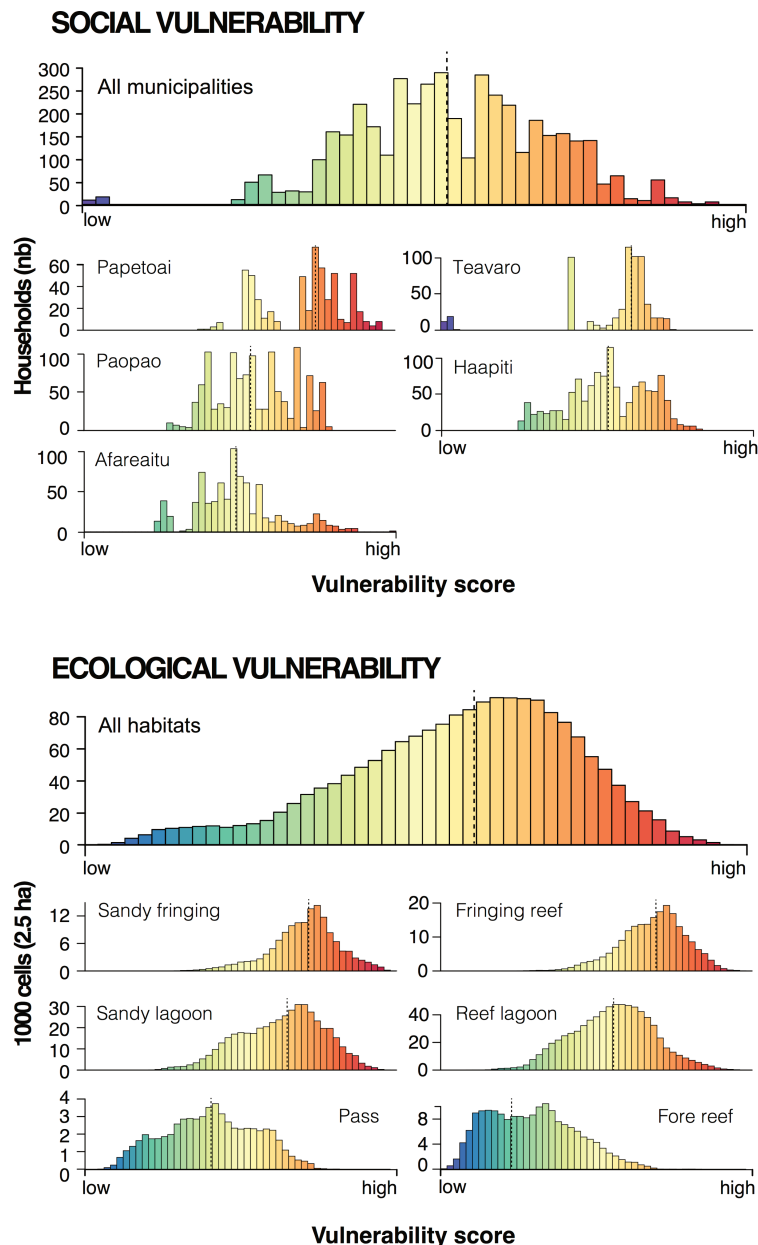 SOCIAL VULNERABILITY
All municipalities
300
250
200
150
100
50
0
low
high
Households (nb)
Papetoai
60
40
20
0
Teavaro
100
50
0
Paopao
100
50
0
Haapiti
100
50
0
low
high
Afareaitu
100
50
0
low
high
Vulnerability score
ECOLOGICAL VULNERABILITY
All habitats
80
60
40
20
0
low
high
1000 cells (2.5 ha)
Sandy fringing
12
6
0
Fringing reef
20
10
0
Sandy lagoon
30
20
10
0
Reef lagoon
40
20
0
Pass
4
3
2
1
0
low
high
Fore reef
8
4
0
low
high
Vulnerability score